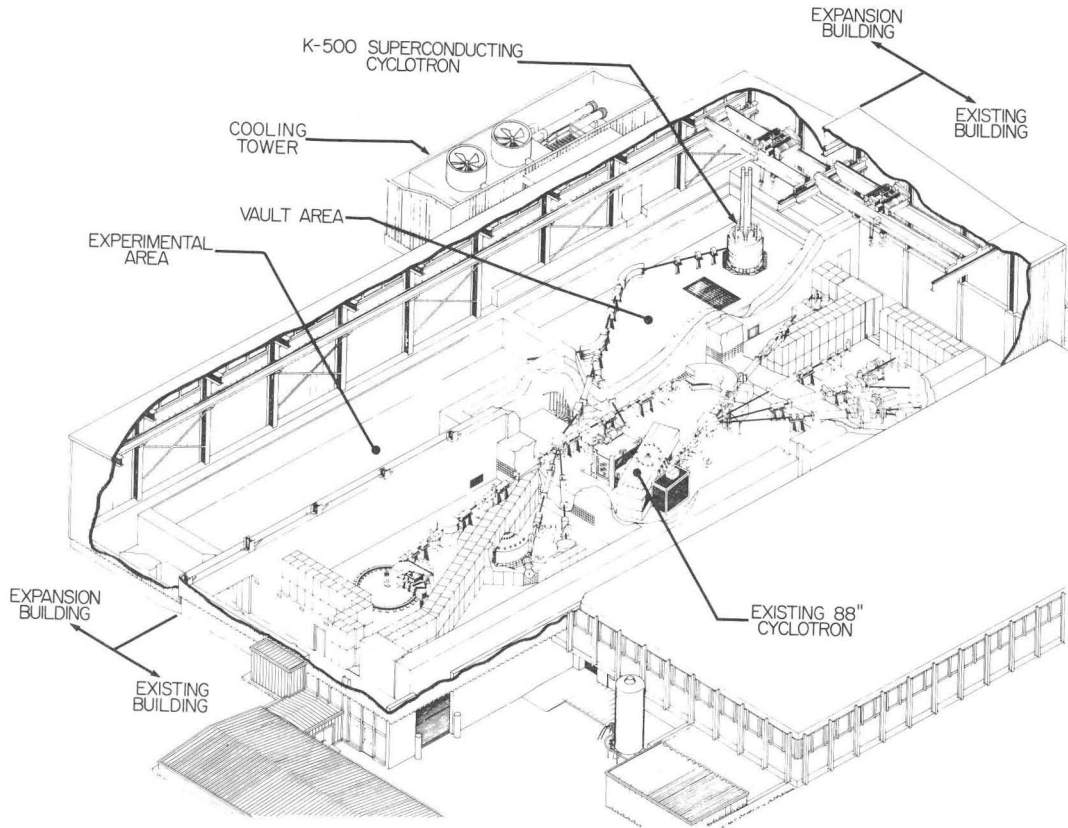 EXPANSION
BUILDING
K-500 SUPERCONDUCTING
CYCLOTRON
EXISTING
BUILDING
COOLING
TOWER
VAULT AREA
EXPERIMENTAL
AREA
EXPANSION
BUILDING
EXISTING 88"
CYCLOTRON
EXISTING
BUILDING